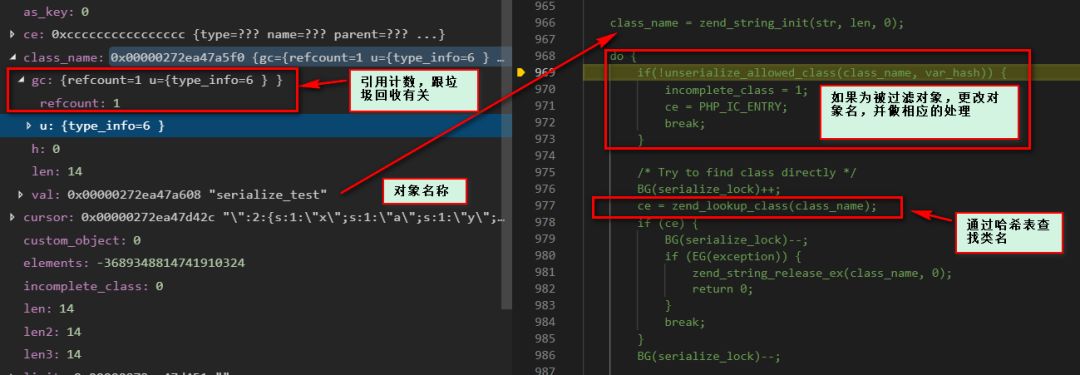 as_key: 0
ce: 0xcccccccccccccccc {type=??? name=??? parent=??? ...}
class_name: 0x00000272ea47a5f0 {gc={refcount=1 u={type_info=6 } ...
gc: {refcount=1 u={type_info=6 } }
refcount: 1
u: {type_info=6 }
h: 0
len: 14
val: 0x00000272ea47a608 "serialize_test"
cursor: 0x00000272ea47d42c "\":2:{s:1:\"x\";s:1:\"a\";s:1:\"y\";...
custom_object: 0
elements: -3689348814741910324
incomplete_class: 0
len: 14
len2: 14
len3: 14
引用计数，跟垃
圾回收有关
对象名称
965
966 class_name = zend_string_init(str, len, 0);
967
968 do {
969 if(!unserialize_allowed_class(class_name, var_hash)) {
970 incomplete_class = 1;
971 ce = PHP_IC_ENTRY;
972 break;
973 }
974
975 /* Try to find class directly */
976 BG(serialize_lock)++;
977 ce = zend_lookup_class(class_name);
978 if (ce) {
979 BG(serialize_lock)--;
980 if (EG(exception)) {
981 zend_string_release_ex(class_name, 0);
982 return 0;
983 }
984 break;
985 }
986 BG(serialize_lock)--;
987
如果为被过滤对象，更改对
象名，并做相应的处理
通过哈希表查
找类名